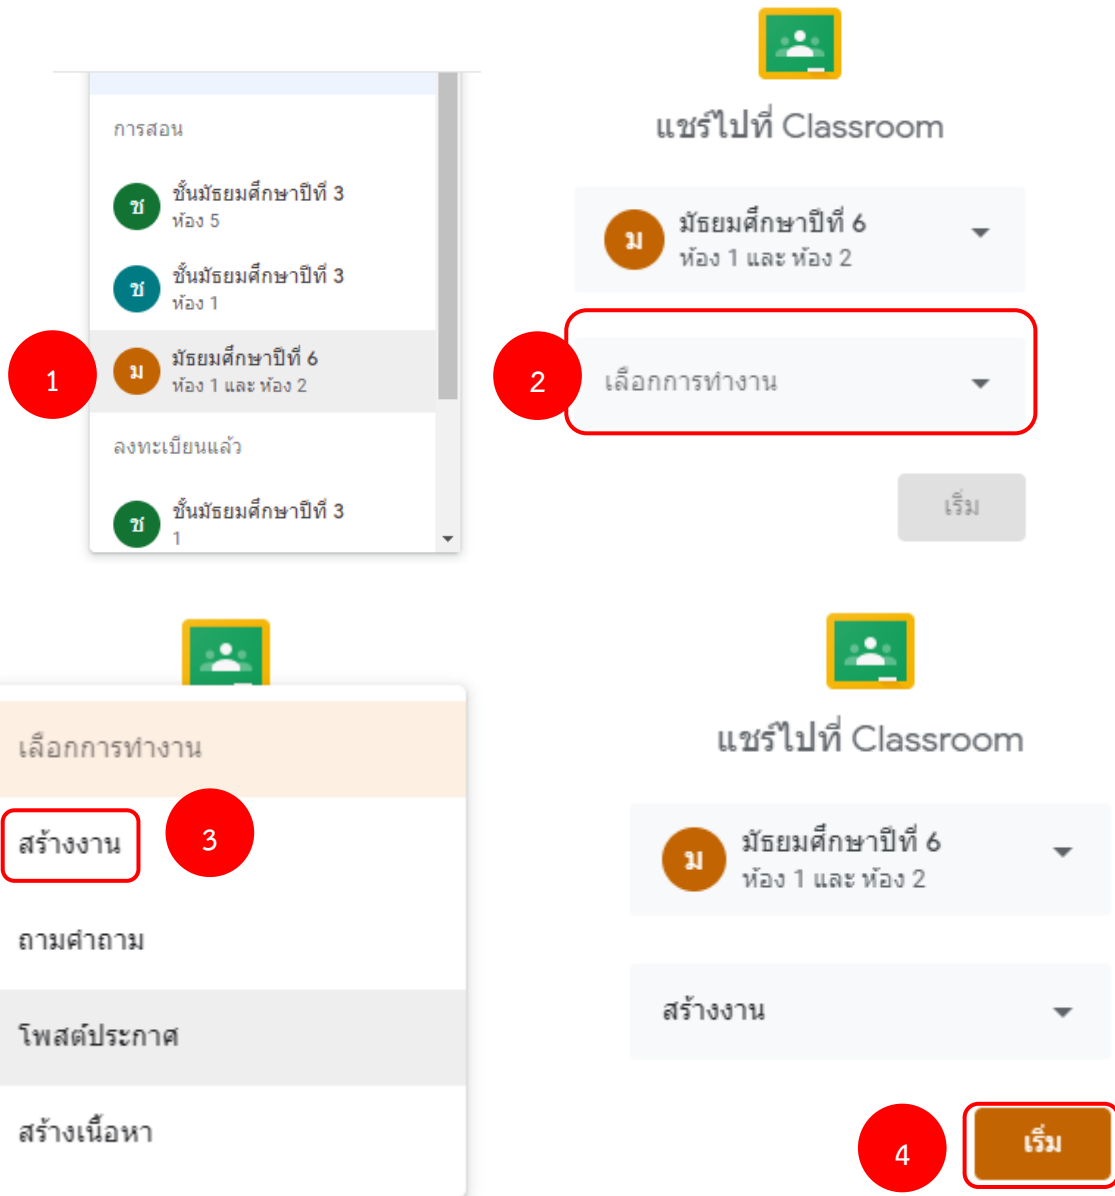 การสอน
ช
ชั้นมัธยมศึกษาปีที่ 3
ห้อง 5
ช
ชั้นมัธยมศึกษาปีที่ 3
ห้อง 1
1
ม
มัธยมศึกษาปีที่ 6
ห้อง 1 และ ห้อง 2
ลงทะเบียนแล้ว
ช
ชั้นมัธยมศึกษาปีที่ 3
1
แชร์ไปที่ Classroom
ม
มัธยมศึกษาปีที่ 6
ห้อง 1 และ ห้อง 2
2
เลือกการทำงาน
เริ่ม
เลือกการทำงาน
สร้างงาน
3
ถามคำถาม
โพสต์ประกาศ
สร้างเนื้อหา
แชร์ไปที่ Classroom
ม
มัธยมศึกษาปีที่ 6
ห้อง 1 และ ห้อง 2
สร้างงาน
4
เริ่ม